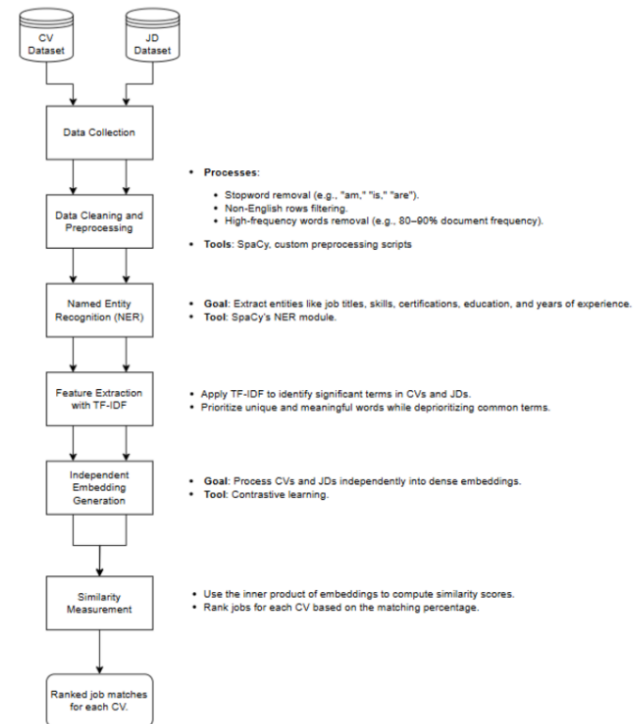 CV
Dataset
JD
Dataset
Data Collection
Data Cleaning and
Preprocessing
• Processes:
• Stopword removal (e.g., "am," "is," "are").
• Non-English rows filtering.
• High-frequency words removal (e.g., 80–90% document frequency).
• Tools: SpaCy, custom preprocessing scripts
Named Entity
Recognition (NER)
• Goal: Extract entities like job titles, skills, certifications, education, and years of experience.
• Tool: SpaCy's NER module.
Feature Extraction
with TF-IDF
• Apply TF-IDF to identify significant terms in CVs and JDs.
• Prioritize unique and meaningful words while deprioritizing common terms.
Independent
Embedding
Generation
• Goal: Process CVs and JDs independently into dense embeddings.
• Tool: Contrastive learning.
Similarity
Measurement
• Use the inner product of embeddings to compute similarity scores.
• Rank jobs for each CV based on the matching percentage.
Ranked job matches
for each CV.